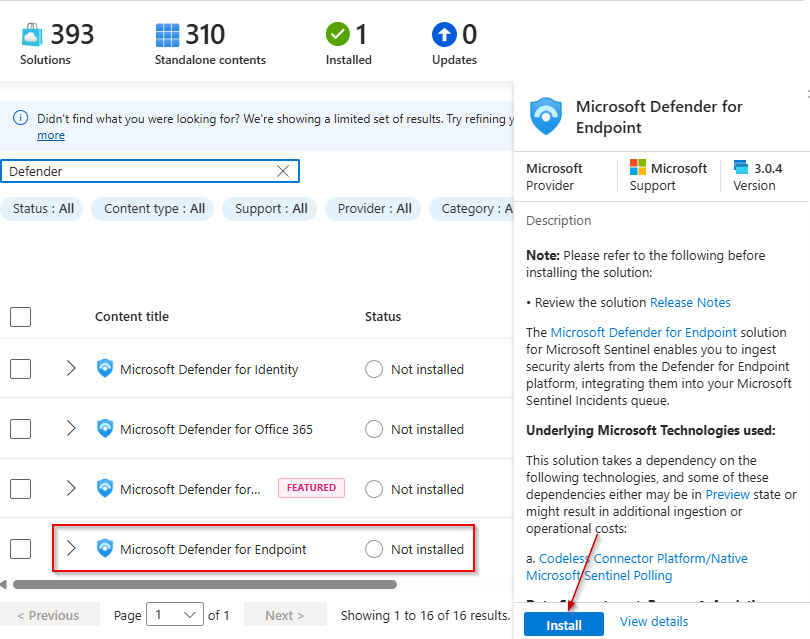 393
Solutions
310
Standalone contents
1
Installed
0
Updates
Didn't find what you were looking for? We're showing a limited set of results. Try refining y
more
Defender
Status : All
Content type : All
Support : All
Provider : All
Category : A
Content title
Status
Microsoft Defender for Identity
Not installed
Microsoft Defender for Office 365
Not installed
Microsoft Defender for...
FEATURED
Not installed
Microsoft Defender for Endpoint
Not installed
< Previous
Page
1
of 1
Next >
Showing 1 to 16 of 16 results.
Microsoft Defender for
Endpoint
Microsoft
Provider
Microsoft
Support
3.0.4
Version
Description
Note: Please refer to the following before
installing the solution:
• Review the solution Release Notes
The Microsoft Defender for Endpoint solution
for Microsoft Sentinel enables you to ingest
security alerts from the Defender for Endpoint
platform, integrating them into your Microsoft
Sentinel Incidents queue.
Underlying Microsoft Technologies used:
This solution takes a dependency on the
following technologies, and some of these
dependencies either may be in Preview state or
might result in additional ingestion or
operational costs:
a. Codeless Connector Platform/Native
Microsoft Sentinel Polling
Install
View details